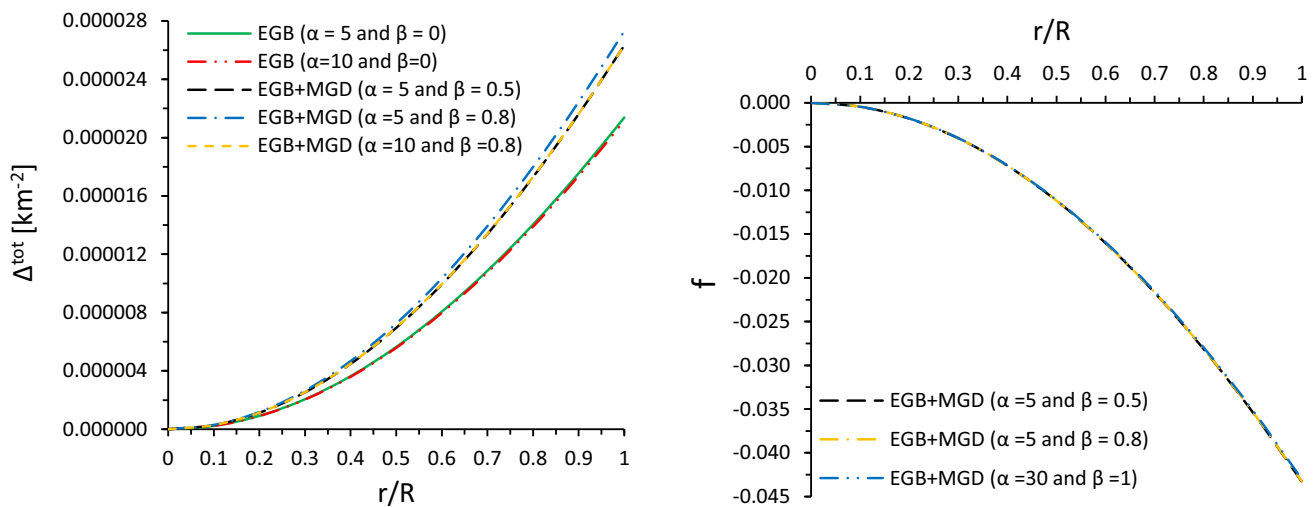 0.000028
0.000024
0.000020
0.000016
0.000012
0.000008
0.000004
0.000000
Δtot [km-2]
EGB (α = 5 and β = 0)
EGB (α=10 and β=0)
EGB+MGD (α = 5 and β = 0.5)
EGB+MGD (α =5 and β = 0.8)
EGB+MGD (α =10 and β =0.8)
0 0.1 0.2 0.3 0.4 0.5 0.6 0.7 0.8 0.9 1
r/R
r/R
0 0.1 0.2 0.3 0.4 0.5 0.6 0.7 0.8 0.9 1
0.000
-0.005
-0.010
-0.015
-0.020
-0.025
-0.030
-0.035
-0.040
-0.045
f
EGB+MGD (α =5 and β = 0.5)
EGB+MGD (α =5 and β = 0.8)
EGB+MGD (α =30 and β =1)